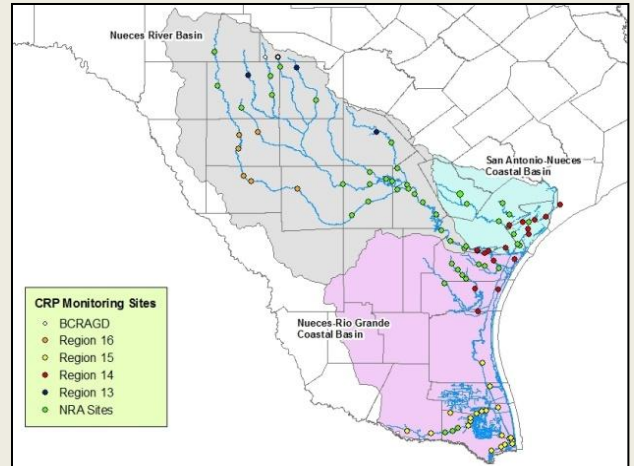 Nueces River Basin
San Antonio-Nueces
Coastal Basin
Nueces-Rio Grande
Coastal Basin
CRP Monitoring Sites
BCRAGD
Region 16
Region 15
Region 14
Region 13
NRA Sites